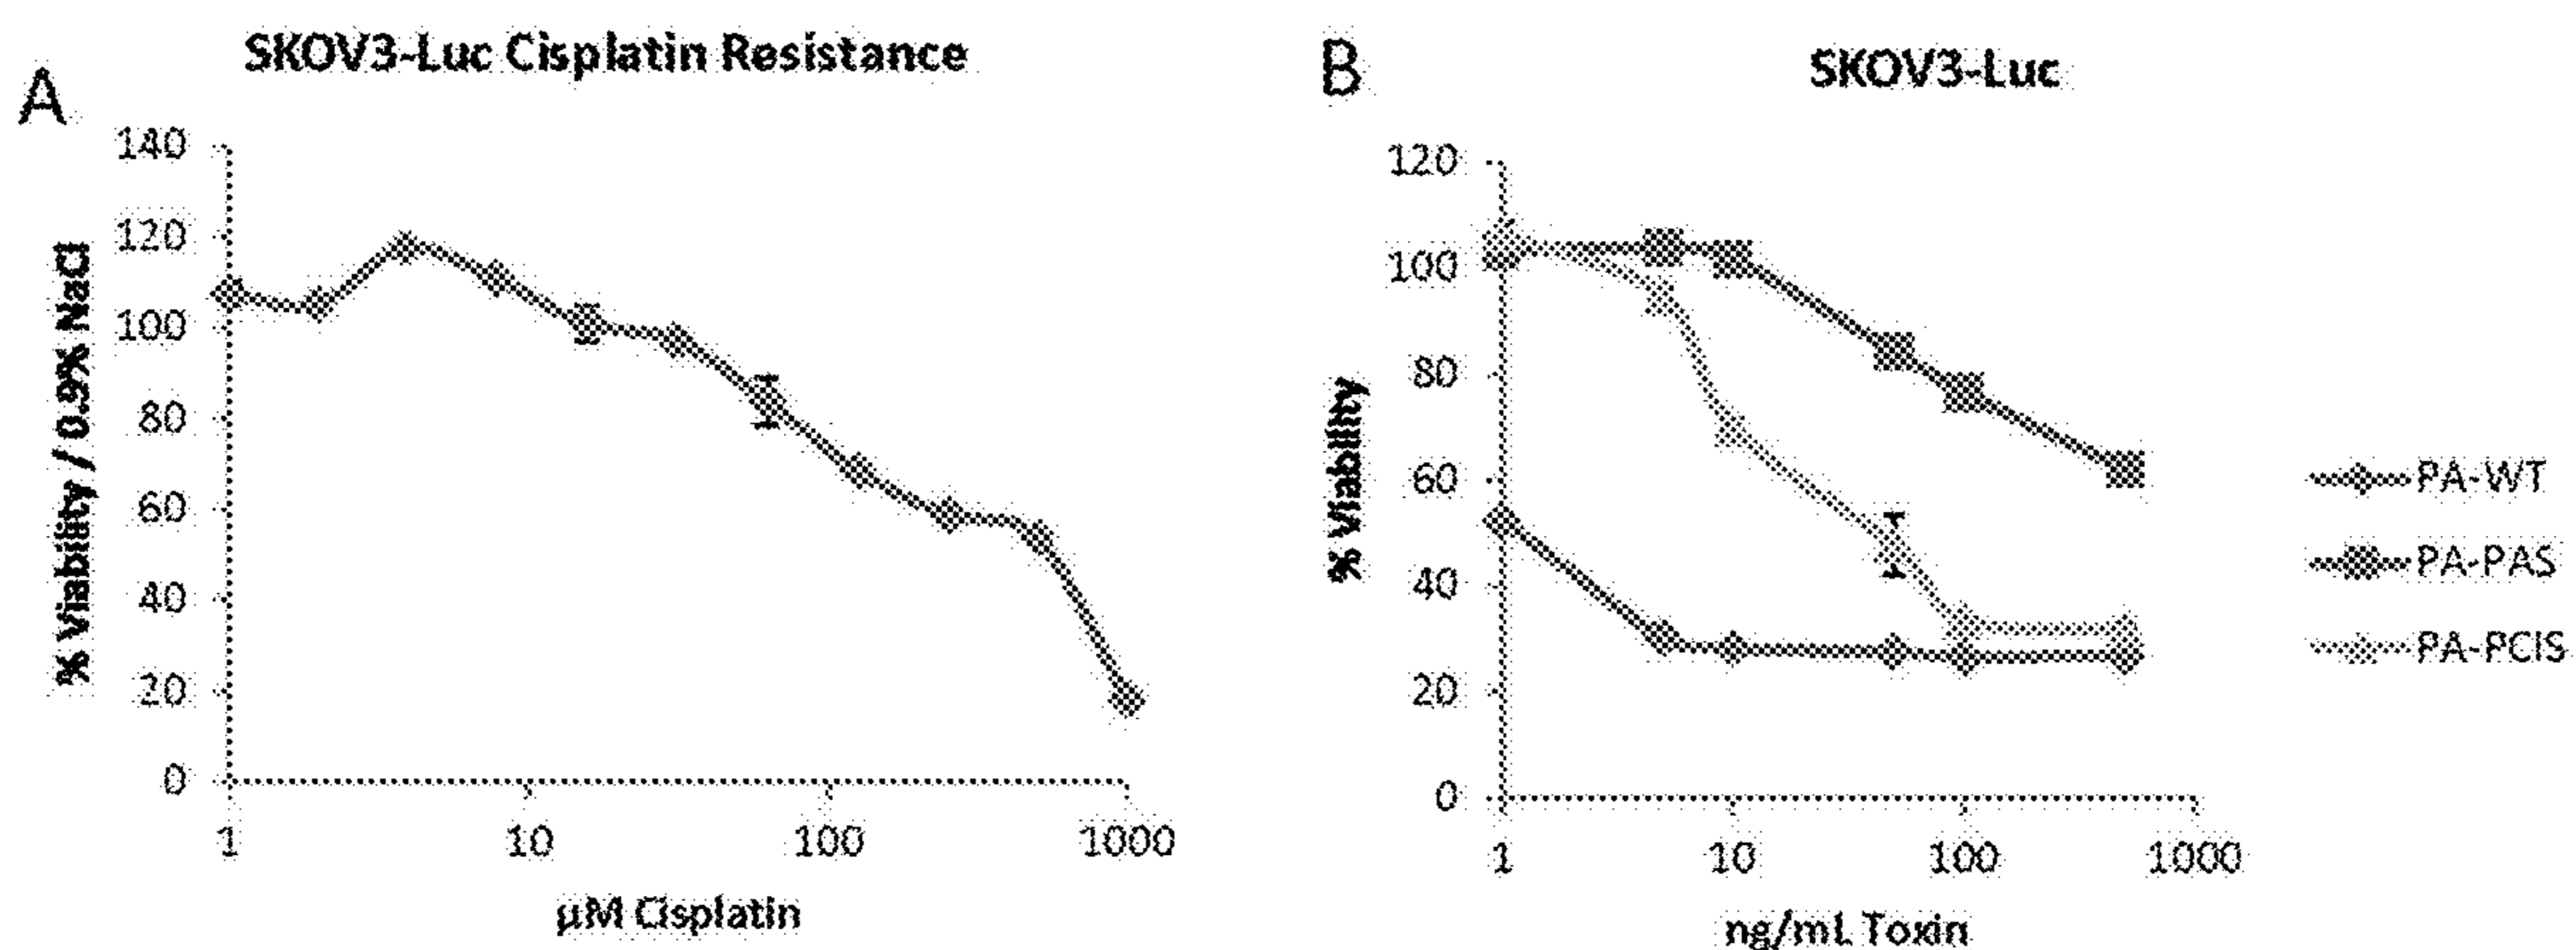 A
SKOV3-Luc Cisplatin Resistance
% Viability / 0.9% NaCl
140
120
100
80
60
40
20
0
1 10 100 1000
µM Cisplatin
B
SKOV3-Luc
% Viability
120
100
80
60
40
20
0
1 10 100 1000
ng/mL Toxin
PA-WT
PA-PAS
PA-PCIS